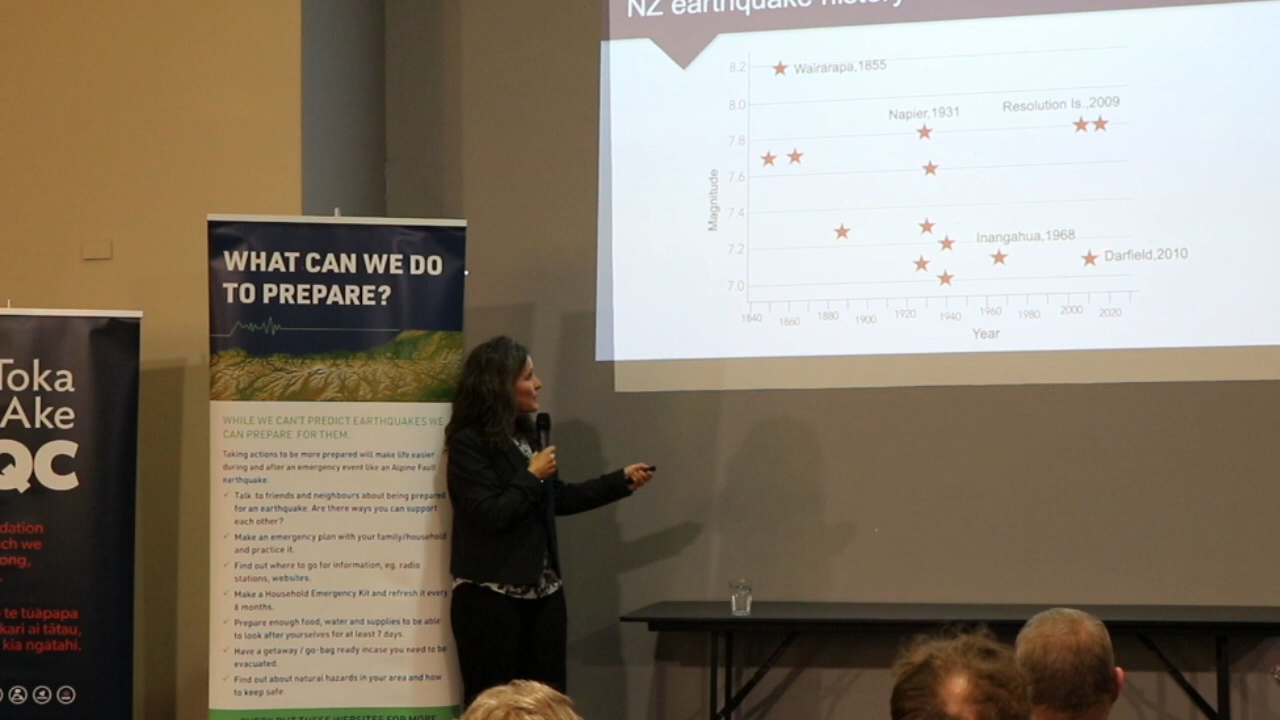 NZ earthquake history
8.2
8.0
7.8
7.6
7.4
7.2
7.0
Magnitude
Wairarapa,1855
Napier,1931
Resolution Is.,2009
Inangahua,1968
Darfield,2010
1840
1860
1880
1900
1920
1940
1960
1980
2000
2020
Year
WHAT CAN WE DO
TO PREPARE?
WHILE WE CAN'T PREDICT EARTHQUAKES WE
CAN PREPARE FOR THEM.
Taking actions to be more prepared will make life easier
during and after an emergency event like an Alpine Fault
earthquake.
✓ Talk to friends and neighbours about being prepared
for an earthquake. Are there ways you can support
each other?
✓ Make an emergency plan with your family/household
and practice it.
✓ Find out where to go for information, eg. radio
stations, websites.
✓ Make a Household Emergency Kit and refresh it every
6 months.
✓ Prepare enough food, water and supplies to be able
to look after yourselves for at least 7 days.
✓ Have a getaway / go-bag ready incase you need to be
evacuated.
✓ Find out about natural hazards in your area and how
to keep safe.
CHECK OUT THESE WEBSITES FOR MORE
Toka
Ake
QC
dation
ch we
ong,
te tūāpapa
kari ai tātau,
kia ngātahi.